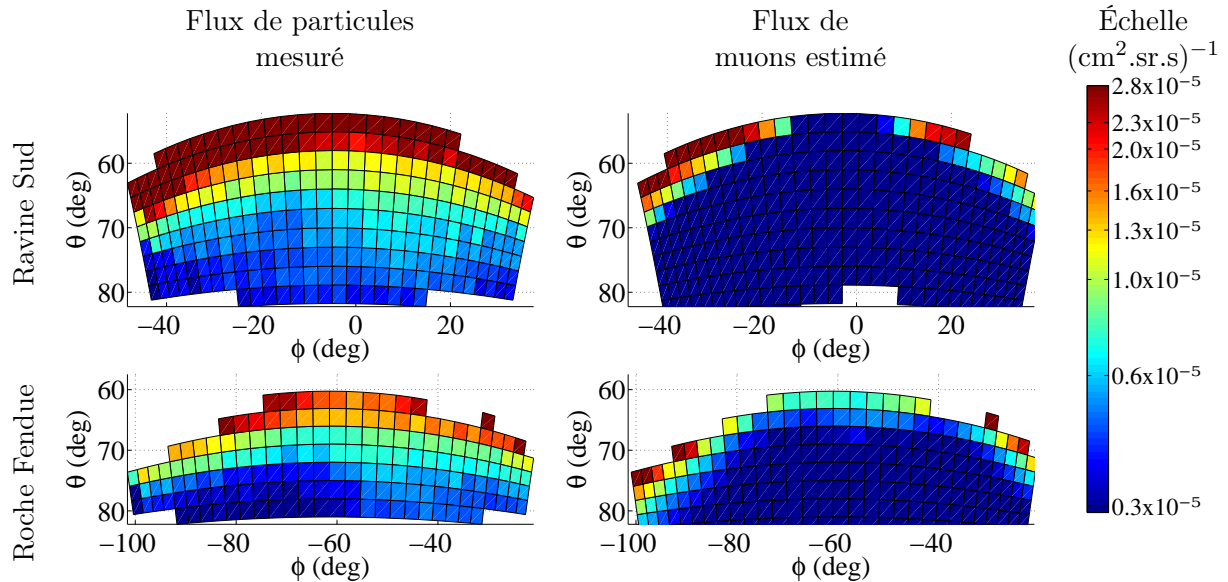 Flux de particules
mesuré
Flux de
muons estimé
Échelle
(cm².sr.s)⁻¹
Ravine Sud
θ (deg)
60
70
80
−40
−20
0
20
φ (deg)
θ (deg)
60
70
80
−40
−20
0
20
φ (deg)
2.8x10⁻⁵
2.3x10⁻⁵
2.0x10⁻⁵
1.6x10⁻⁵
1.3x10⁻⁵
1.0x10⁻⁵
0.6x10⁻⁵
0.3x10⁻⁵
Roche Fendue
θ (deg)
60
70
80
−100
−80
−60
−40
φ (deg)
θ (deg)
60
70
80
−100
−80
−60
−40
φ (deg)